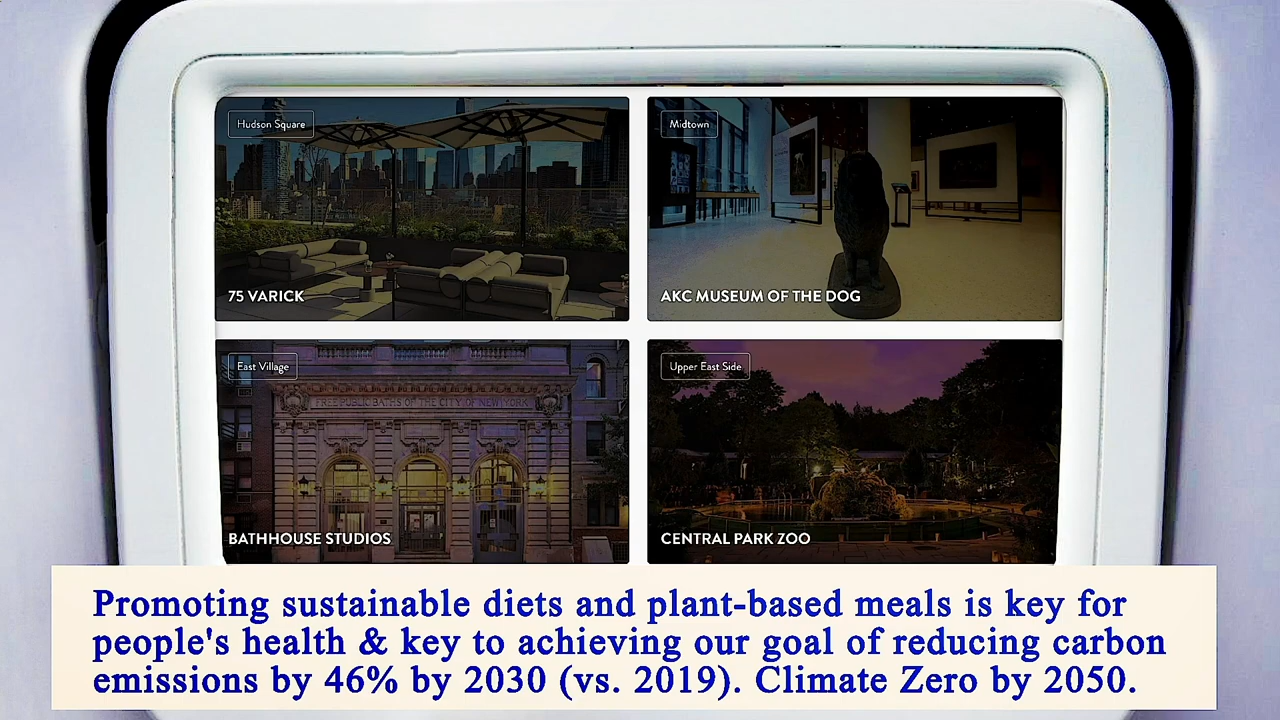 Hudson Square
75 VARICK
Midtown
AKC MUSEUM OF THE DOG
East Village
FREE PUBLIC BATHS OF THE CITY OF NEW YORK
BATHHOUSE STUDIOS
Upper East Side
CENTRAL PARK ZOO
Promoting sustainable diets and plant-based meals is key for
people's health & key to achieving our goal of reducing carbon
emissions by 46% by 2030 (vs. 2019). Climate Zero by 2050.